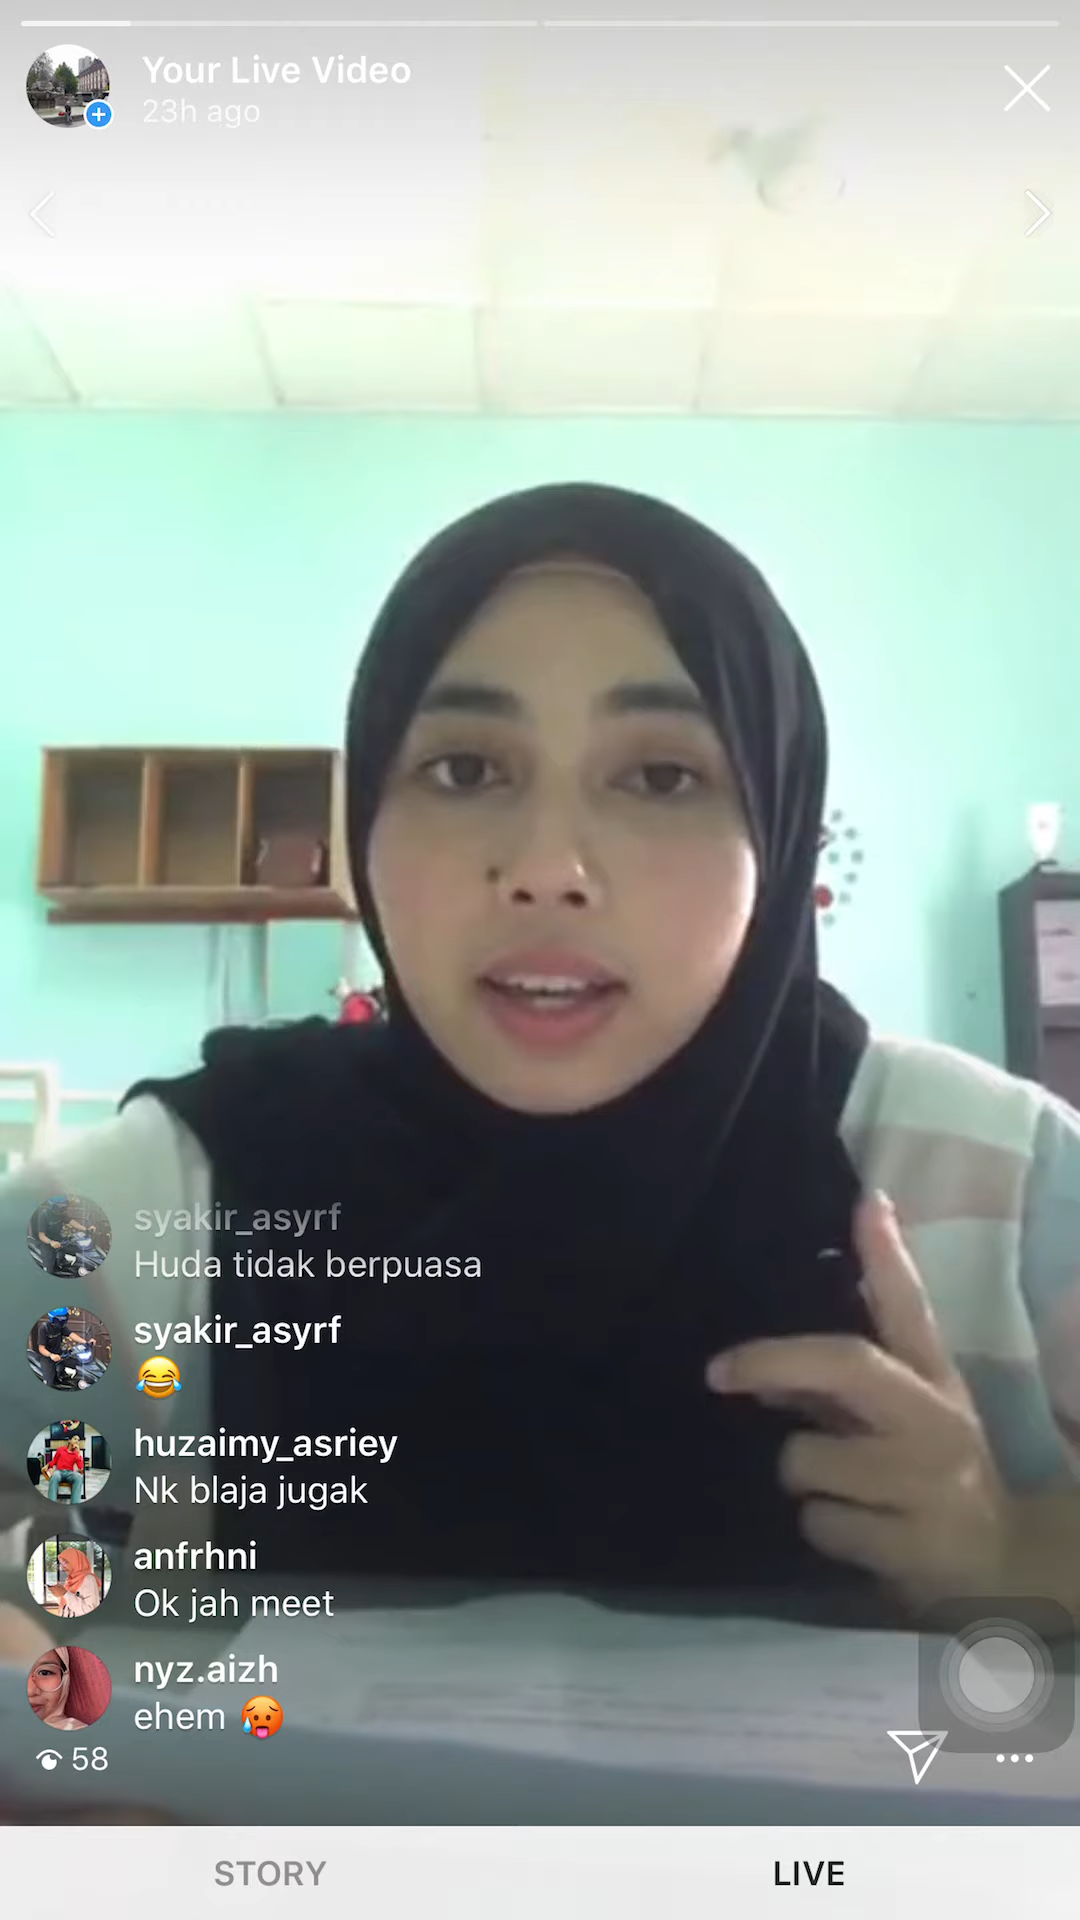 Your Live Video
23h ago
syakir_asyrf
Huda tidak berpuasa
syakir_asyrf
😂
huzaimy_asriey
Nk blaja jugak
anfrhni
Ok jah meet
nyz.aizh
ehem 🥵
58
STORY
LIVE